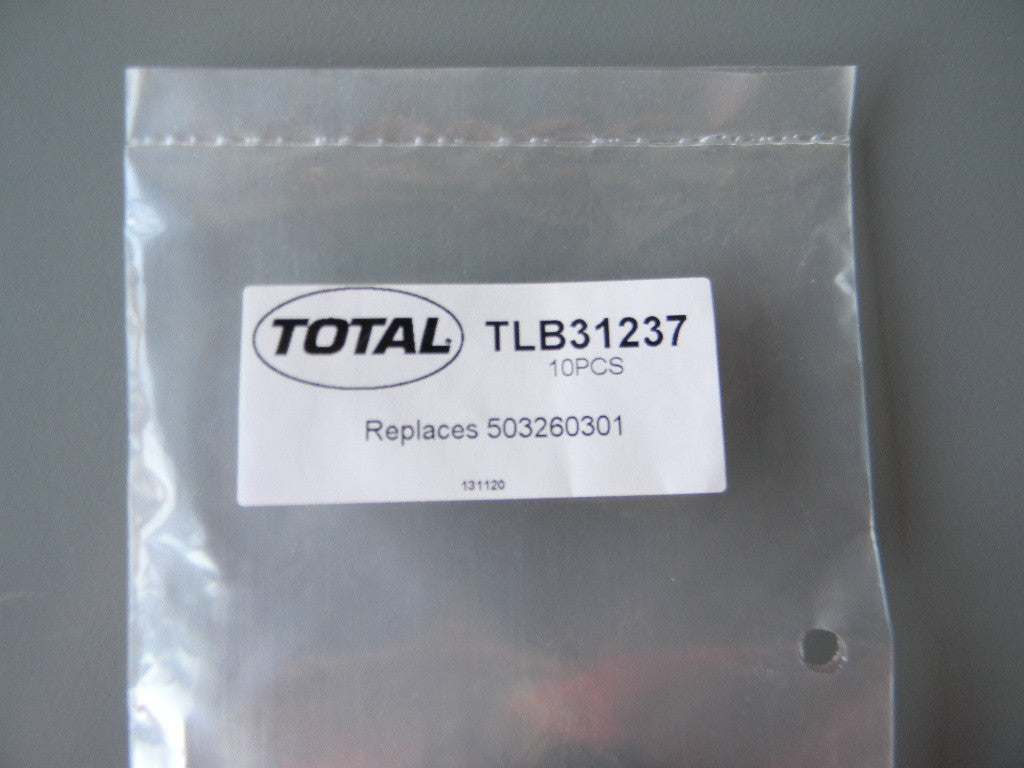 TOTAL TLB31237
10PCS
Replaces 503260301
131120